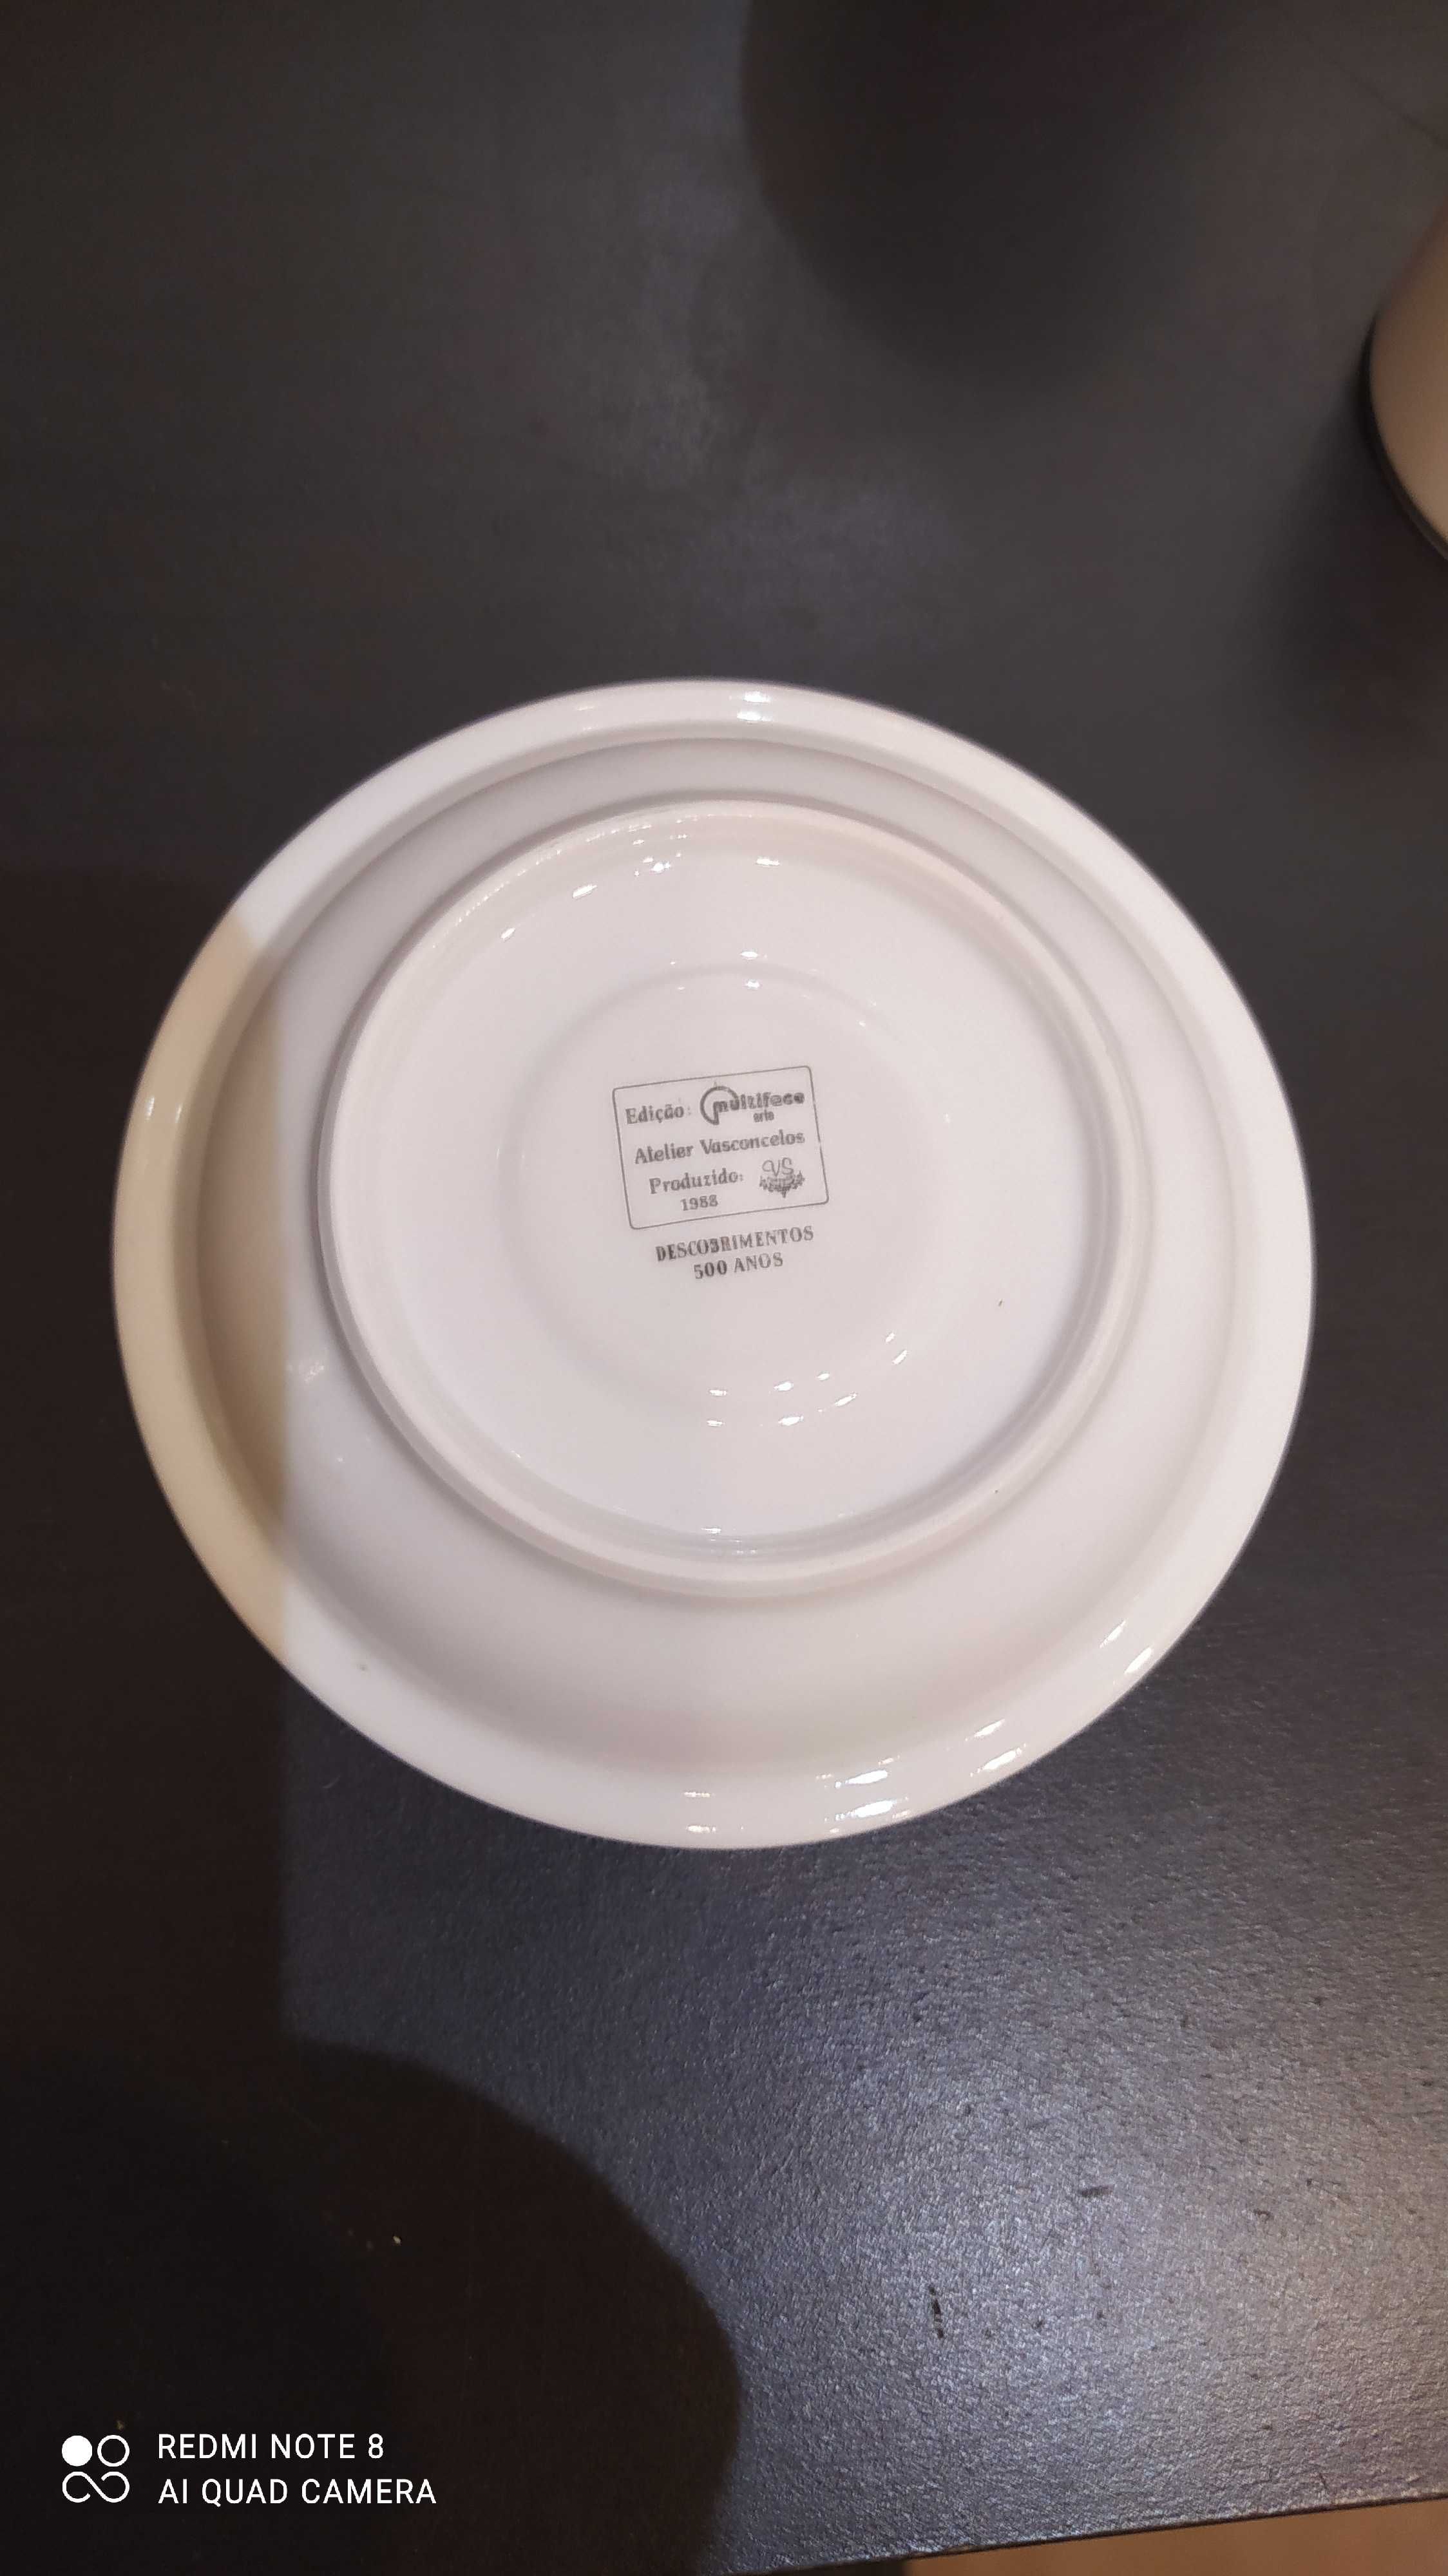 Edição: multiface
arte
Atelier Vasconcelos
Produzido: VS
1988
DESCOBRIMENTOS
500 ANOS
REDMI NOTE 8
AI QUAD CAMERA